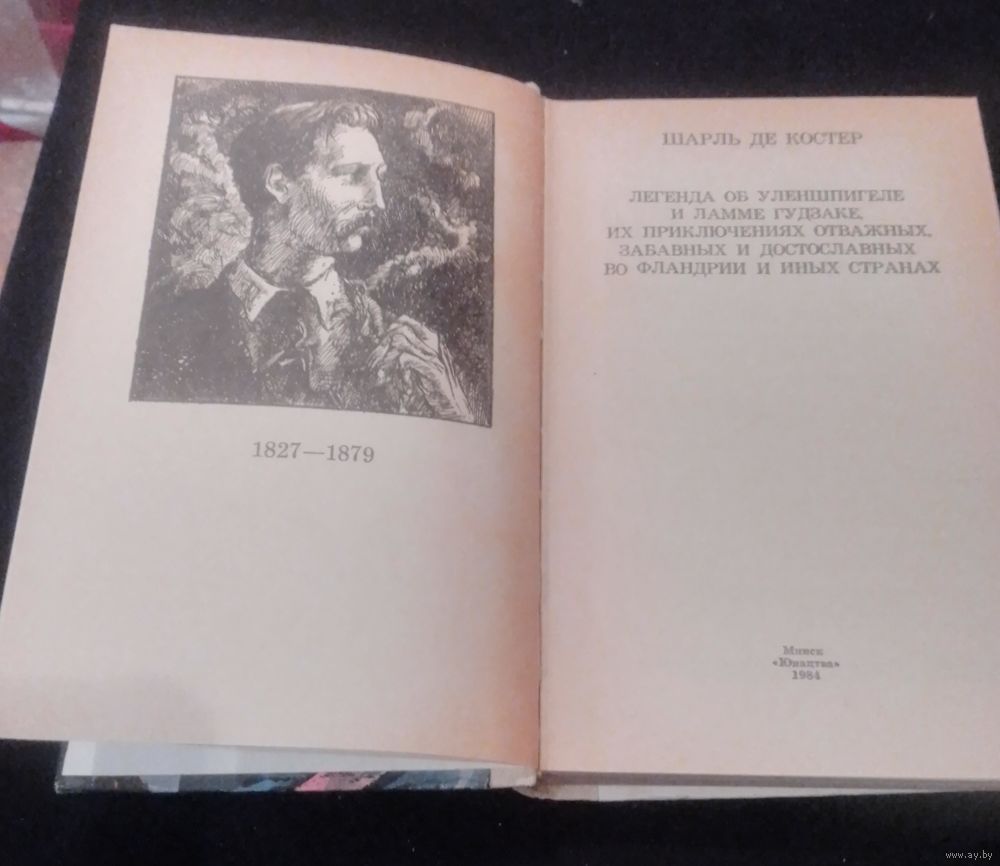 1827—1879
ШАРЛЬ ДЕ КОСТЕР
ЛЕГЕНДА ОБ УЛЕНШПИГЕЛЕ
И ЛАММЕ ГУДЗАКЕ,
ИХ ПРИКЛЮЧЕНИЯХ ОТВАЖНЫХ,
ЗАБАВНЫХ И ДОСТОСЛАВНЫХ
ВО ФЛАНДРИИ И ИНЫХ СТРАНАХ
Минск
«Юнацтва»
1984
www.ay.by